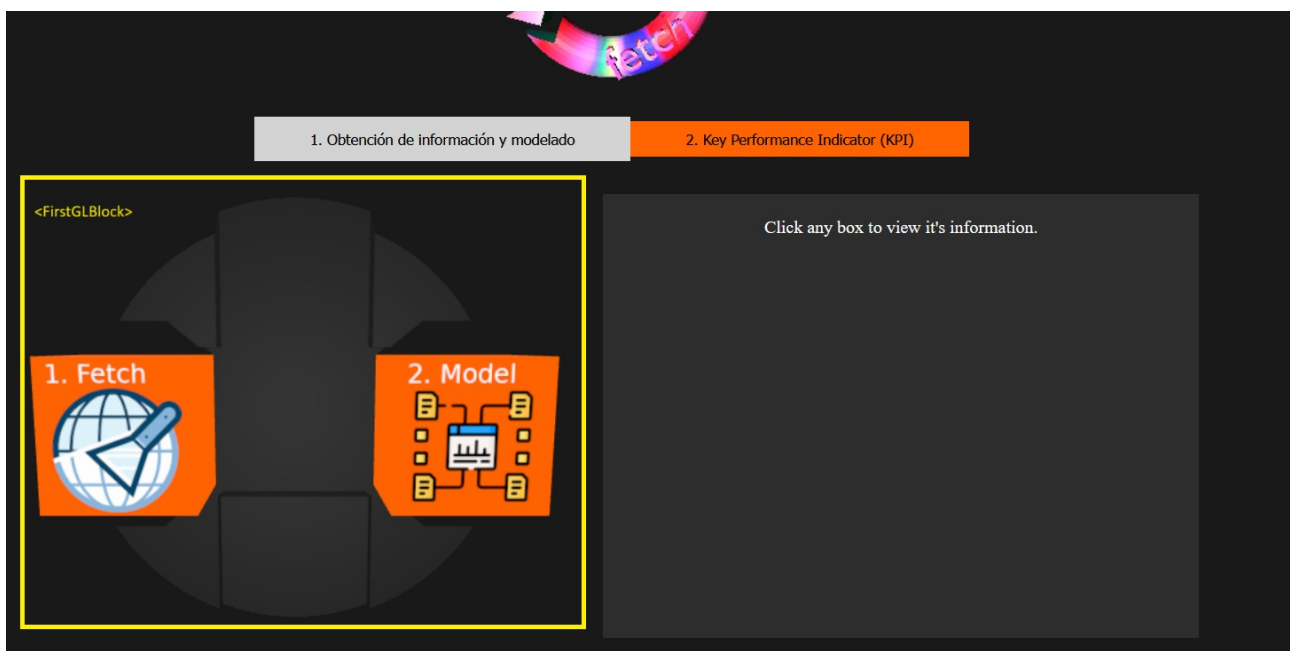 fetch
1. Obtención de información y modelado
2. Key Performance Indicator (KPI)
<FirstGLBlock>
Click any box to view it's information.
1. Fetch
2. Model